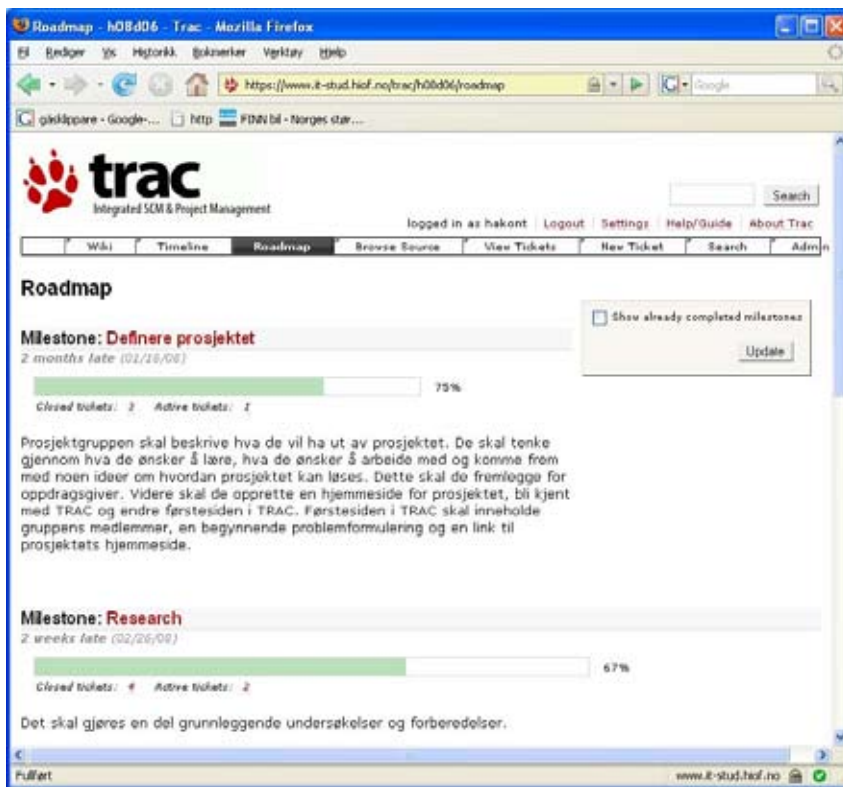 Roadmap - h08d06 - Trac - Mozilla Firefox
Fil Rediger Vis Historikk Bokmerker Verktøy Hjelp
https://www.it-stud.hiof.no/trac/h08d06/roadmap
Google
gåsklippare - Google-... http FINN bil - Norges stør...
trac
Integrated SCM & Project Management
Search
logged in as hakont Logout Settings Help/Guide About Trac
Wiki Timeline Roadmap Browse Source View Tickets New Ticket Search Admin
Roadmap
Show already completed milestones
Update
Milestone: Definere prosjektet
2 months late
75%
Closed tickets: 3 Active tickets: 1
Prosjektgruppen skal beskrive hva de vil ha ut av prosjektet. De skal tenke
gjennom hva de ønsker å lære, hva de ønsker å arbeide med og komme frem
med noen ideer om hvordan prosjektet kan løses. Dette skal de fremlegge for
oppdragsgiver. Videre skal de opprette en hjemmeside for prosjektet, bli kjent
med TRAC og endre førstesiden i TRAC. Førstesiden i TRAC skal inneholde
gruppens medlemmer, en begynnende problemformulering og en link til
prosjektets hjemmeside.
Milestone: Research
2 weeks late (02/26/08)
67%
Closed tickets: 4 Active tickets: 2
Det skal gjøres en del grunnleggende undersøkelser og forberedelser.
Fullført
www.it-stud.hiof.no